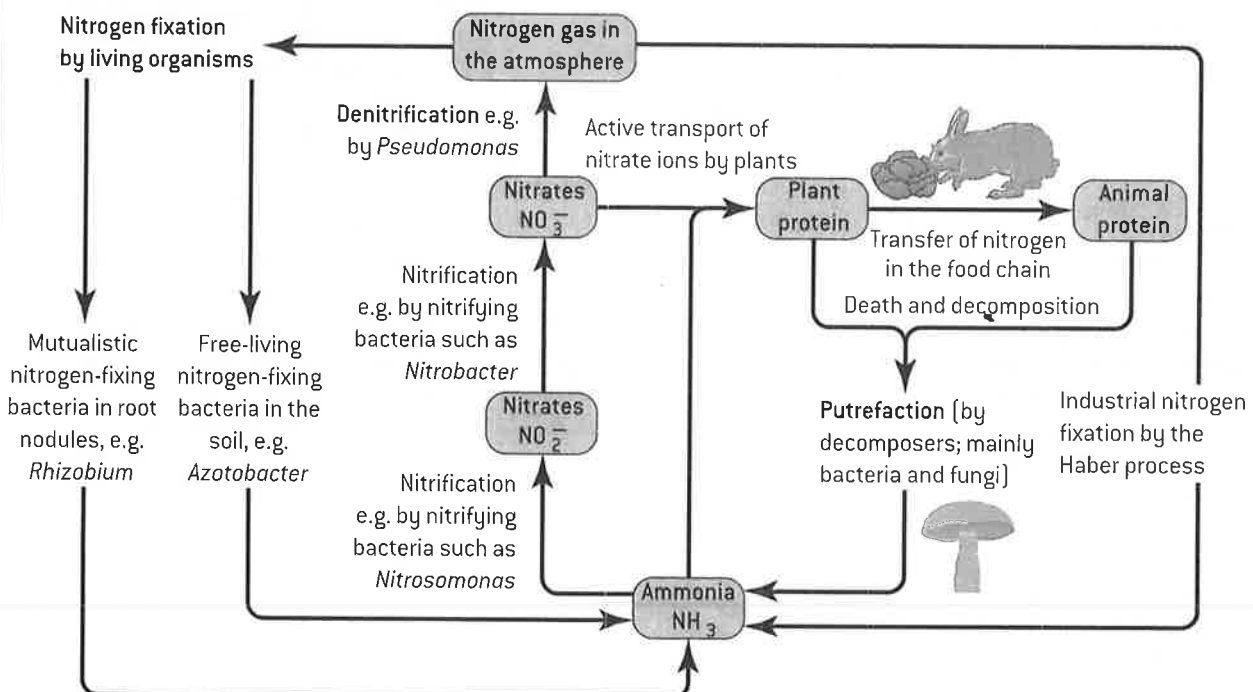 Nitrogen fixation
by living organisms
Nitrogen gas in
the atmosphere
Denitrification e.g.
by Pseudomonas
Active transport of
nitrate ions by plants
Nitrates
NO₃⁻
Plant
protein
Animal
protein
Transfer of nitrogen
in the food chain
Death and decomposition
Nitrification
e.g. by nitrifying
bacteria such as
Nitrobacter
Mutualistic
nitrogen-fixing
bacteria in root
nodules, e.g.
Rhizobium
Free-living
nitrogen-fixing
bacteria in the
soil, e.g.
Azotobacter
Nitrates
NO₂⁻
Putrefaction (by
decomposers; mainly
bacteria and fungi)
Industrial nitrogen
fixation by the
Haber process
Nitrification
e.g. by nitrifying
bacteria such as
Nitrosomonas
Ammonia
NH₃